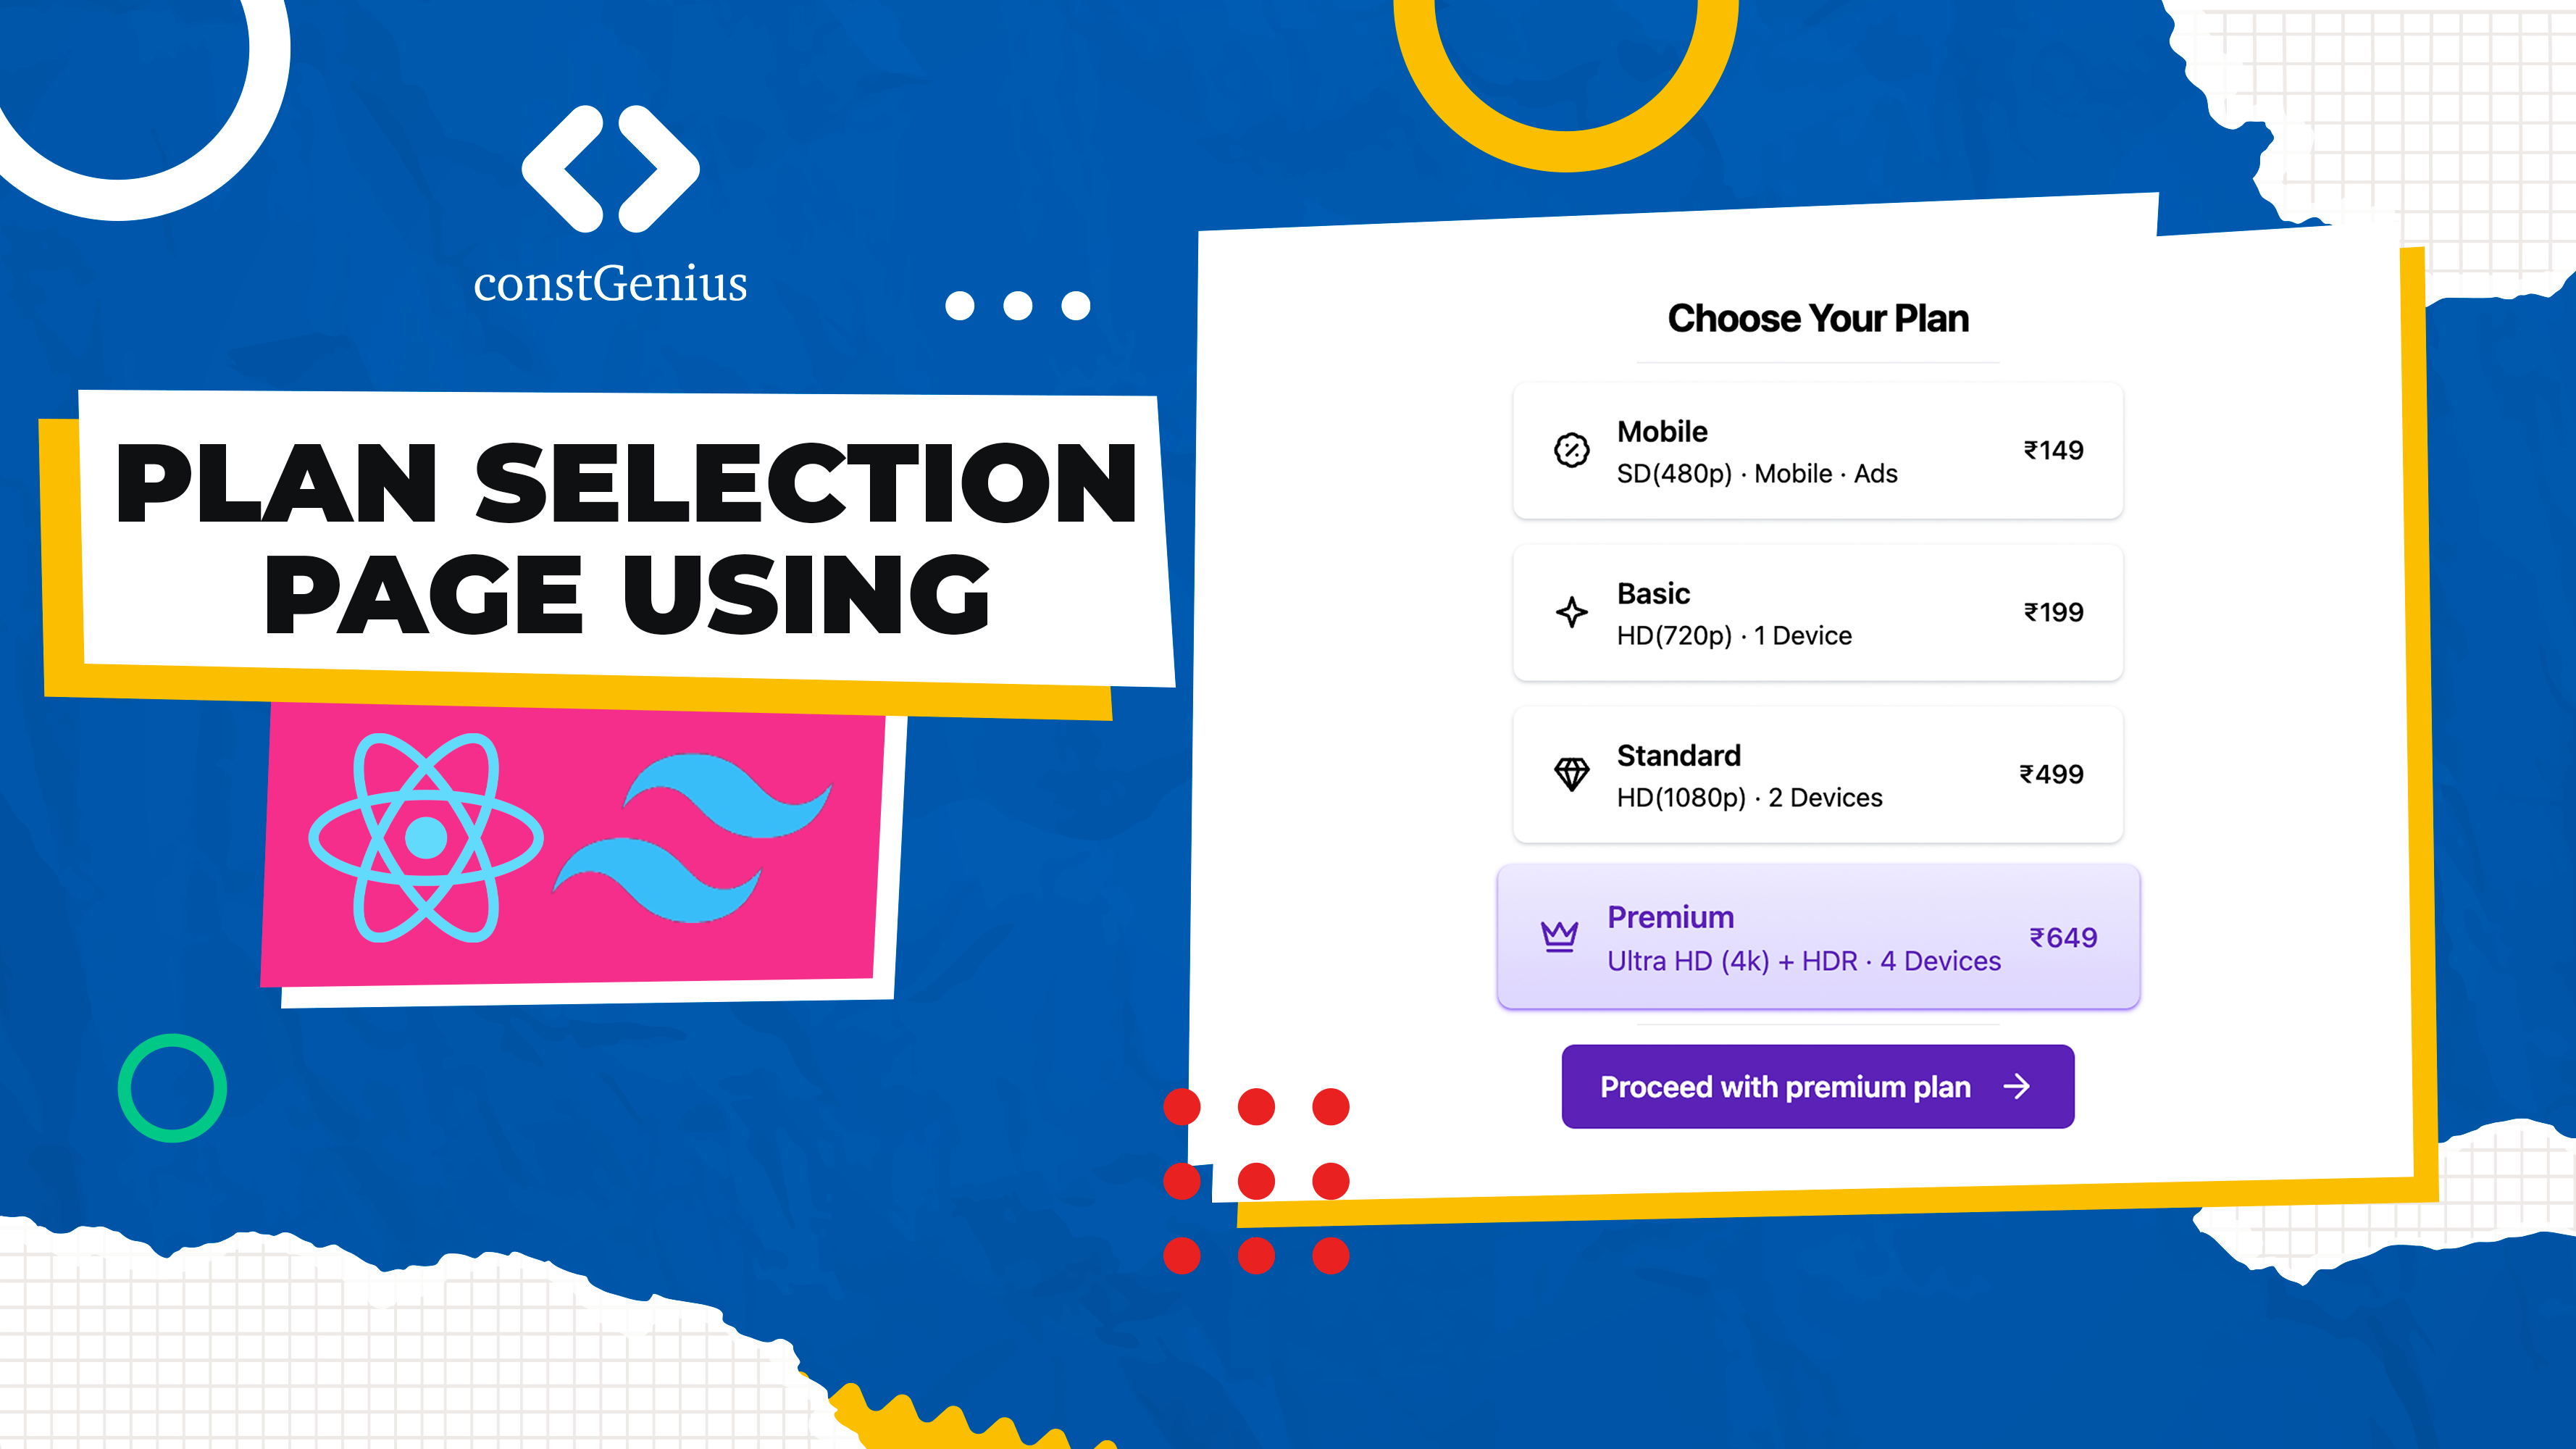 constGenius
PLAN SELECTION
PAGE USING
Choose Your Plan
Mobile
SD(480p) · Mobile · Ads
₹149
Basic
HD(720p) · 1 Device
₹199
Standard
HD(1080p) · 2 Devices
₹499
Premium
Ultra HD (4k) + HDR · 4 Devices
₹649
Proceed with premium plan